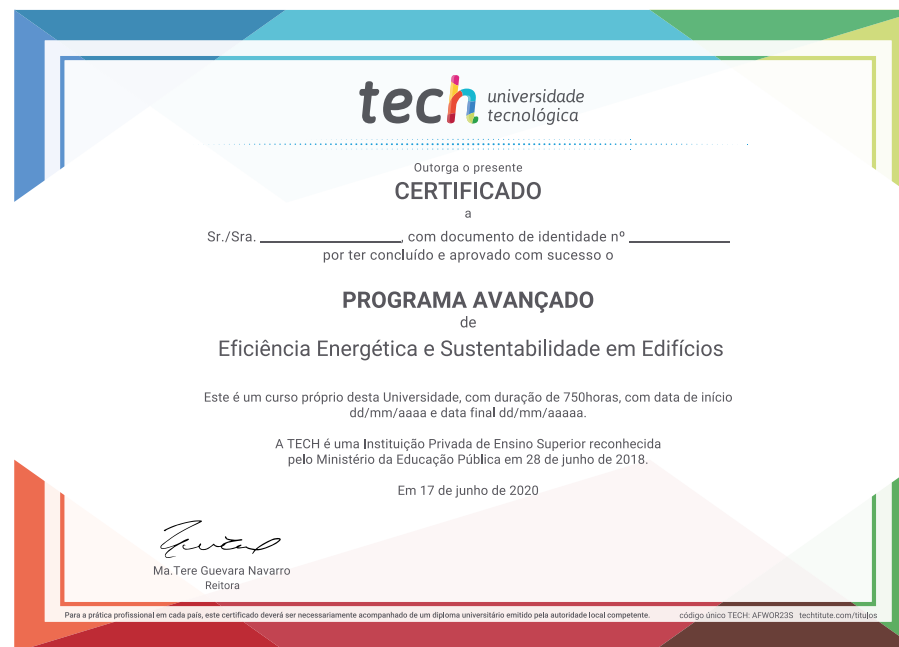 tech universidade
tecnológica
Outorga o presente
CERTIFICADO
a
Sr./Sra. ____________, com documento de identidade nº ____________
por ter concluído e aprovado com sucesso o
PROGRAMA AVANÇADO
de
Eficiência Energética e Sustentabilidade em Edifícios
Este é um curso próprio desta Universidade, com duração de 750horas, com data de início
dd/mm/aaaa e data final dd/mm/aaaaa.
A TECH é uma Instituição Privada de Ensino Superior reconhecida
pelo Ministério da Educação Pública em 28 de junho de 2018.
Em 17 de junho de 2020
Ma.Tere Guevara Navarro
Reitora
Para a prática profissional em cada país, este certificado deverá ser necessariamente acompanhado de um diploma universitário emitido pela autoridade local competente. código único TECH: AFWOR23S techtitute.com/titulos